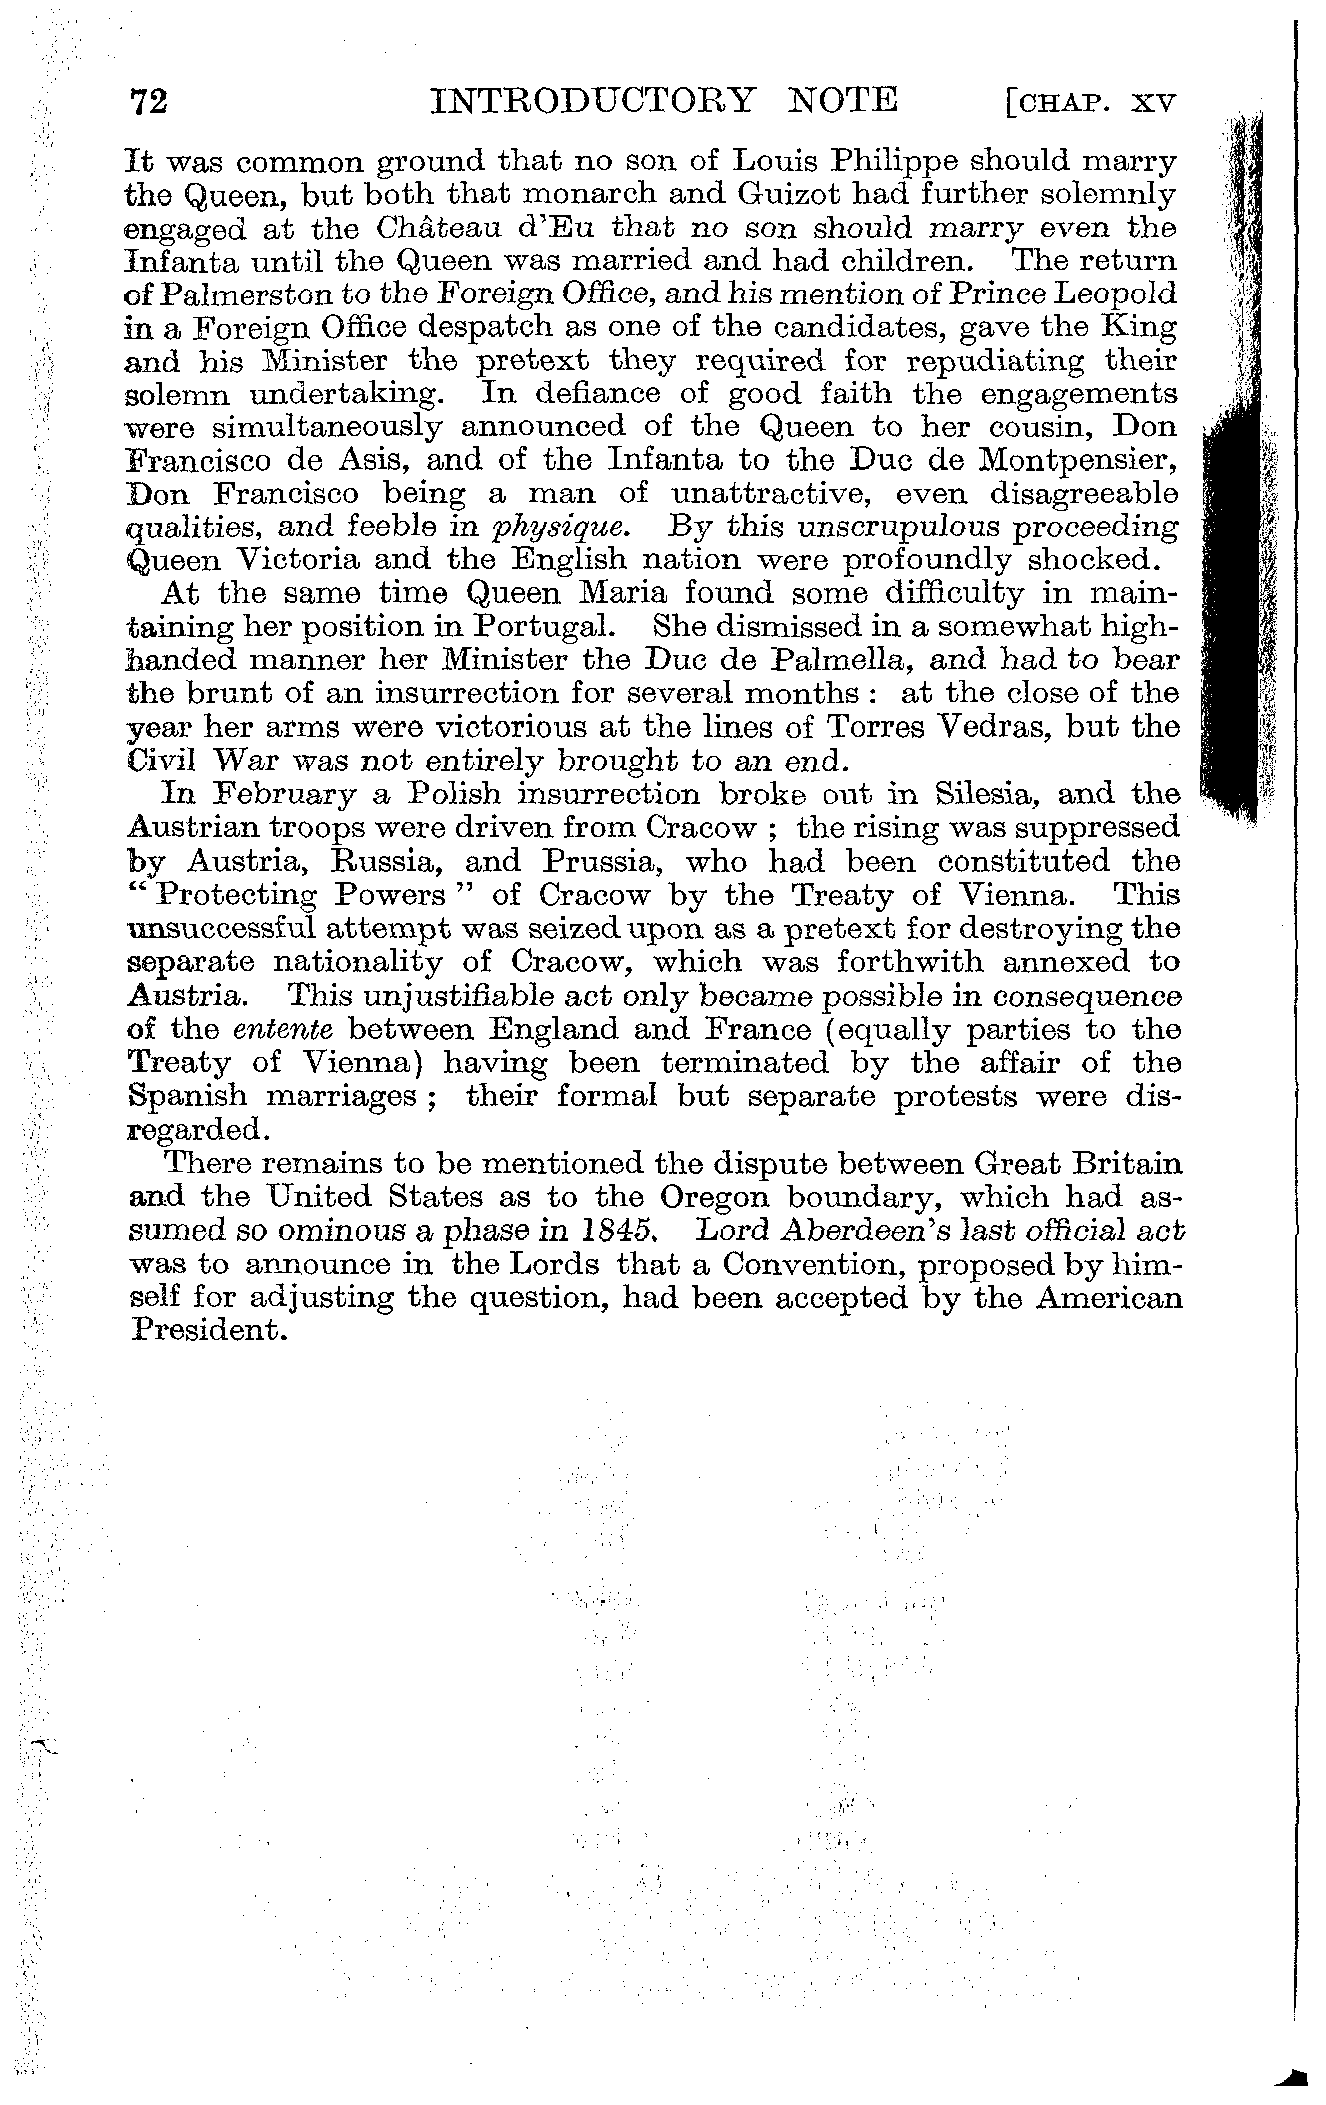 72 INTRODUCTORY NOTE [CHAP. XV
It was common ground that no son of Louis Philippe should marry
the Queen, but both that monarch and Guizot had further solemnly
engaged at the Château d'Eu that no son should marry even the
Infanta until the Queen was married and had children. The return
of Palmerston to the Foreign Office, and his mention of Prince Leopold
in a Foreign Office despatch as one of the candidates, gave the King
and his Minister the pretext they required for repudiating their
solemn undertaking. In defiance of good faith the engagements
were simultaneously announced of the Queen to her cousin, Don
Francisco de Asis, and of the Infanta to the Duc de Montpensier,
Don Francisco being a man of unattractive, even disagreeable
qualities, and feeble in physique. By this unscrupulous proceeding
Queen Victoria and the English nation were profoundly shocked.
At the same time Queen Maria found some difficulty in main-
taining her position in Portugal. She dismissed in a somewhat high-
handed manner her Minister the Duc de Palmella, and had to bear
the brunt of an insurrection for several months : at the close of the
year her arms were victorious at the lines of Torres Vedras, but the
Civil War was not entirely brought to an end.
In February a Polish insurrection broke out in Silesia, and the
Austrian troops were driven from Cracow ; the rising was suppressed
by Austria, Russia, and Prussia, who had been constituted the
“Protecting Powers” of Cracow by the Treaty of Vienna. This
unsuccessful attempt was seized upon as a pretext for destroying the
separate nationality of Cracow, which was forthwith annexed to
Austria. This unjustifiable act only became possible in consequence
of the entente between England and France (equally parties to the
Treaty of Vienna) having been terminated by the affair of the
Spanish marriages ; their formal but separate protests were dis-
regarded.
There remains to be mentioned the dispute between Great Britain
and the United States as to the Oregon boundary, which had as-
sumed so ominous a phase in 1845. Lord Aberdeen's last official act
was to announce in the Lords that a Convention, proposed by him-
self for adjusting the question, had been accepted by the American
President.